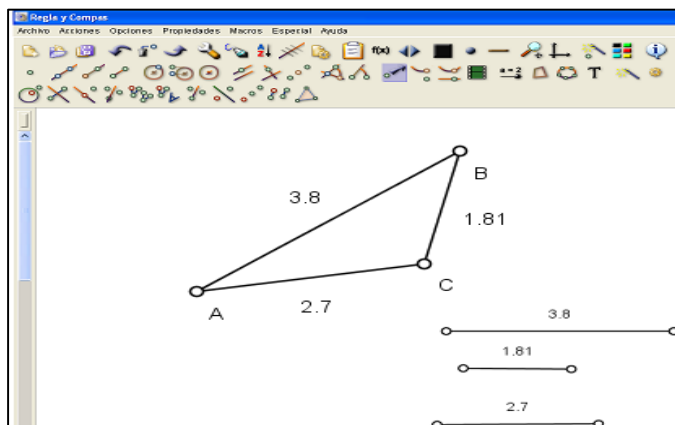 Regla y Compas
Archivo Acciones Opciones Propiedades Macros Especial Ayuda
f(x)
a=2
T
B
3.8
1.81
C
A
2.7
3.8
1.81
2.7